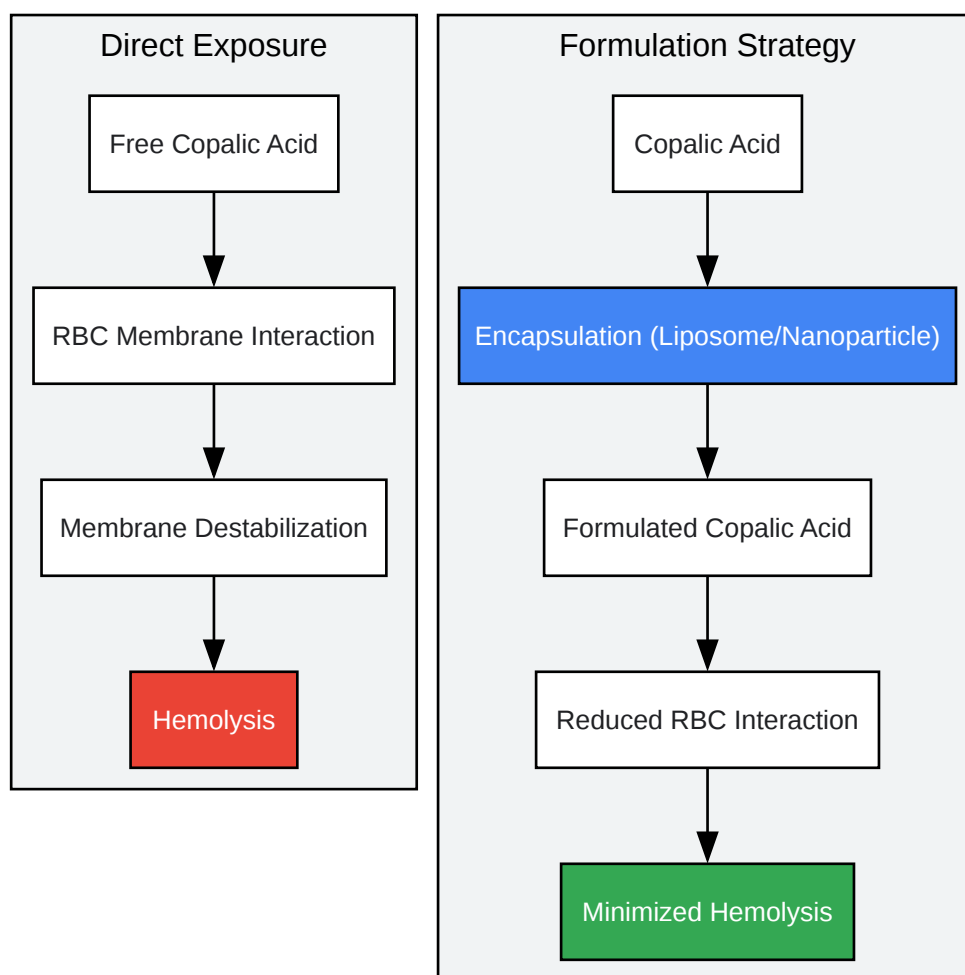 Direct Exposure
Free Copalic Acid
RBC Membrane Interaction
Membrane Destabilization
Hemolysis
Formulation Strategy
Copalic Acid
Encapsulation (Liposome/Nanoparticle)
Formulated Copalic Acid
Reduced RBC Interaction
Minimized Hemolysis